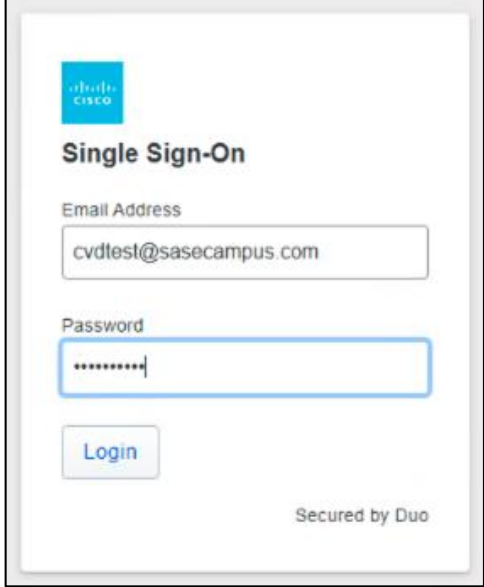 CISCO
Single Sign-On
Email Address
cvdtest@sasecampus.com
Password
••••••••••
Login
Secured by Duo